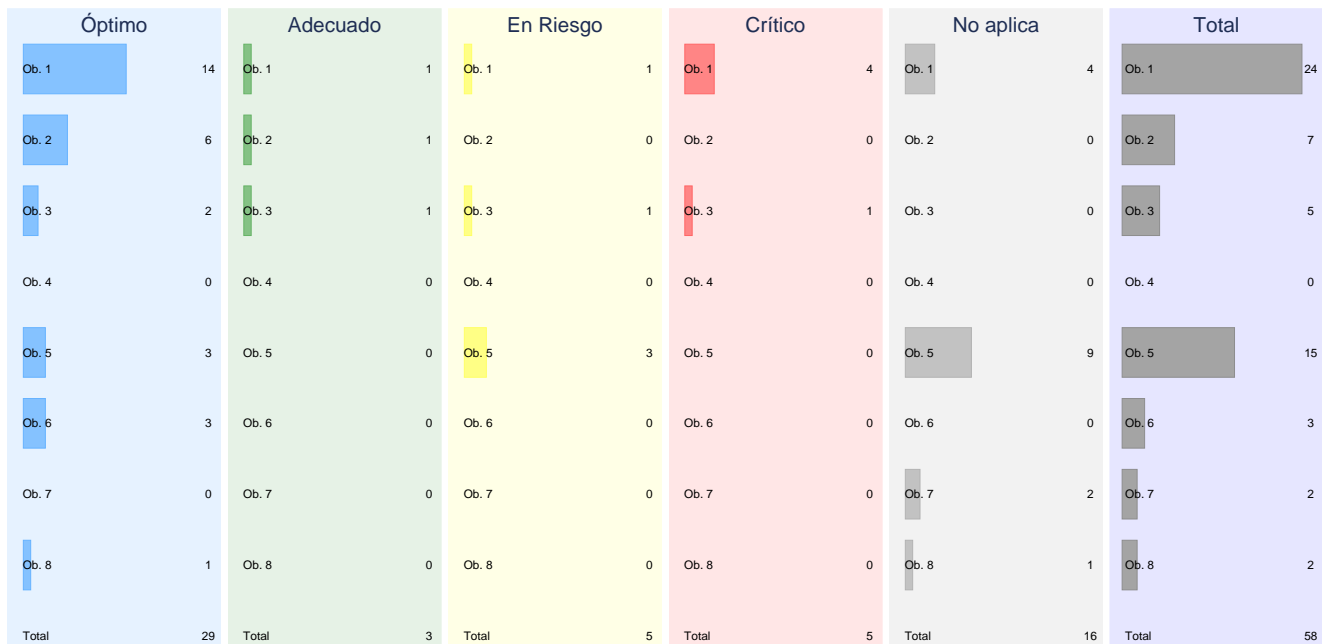 Óptimo Adecuado En Riesgo Crítico No aplica Total
Ob. 1 14 Ob. 1 1 Ob. 1 1 Ob. 1 4 Ob. 1 4 Ob. 1 24
Ob. 2 6 Ob. 2 1 Ob. 2 0 Ob. 2 0 Ob. 2 0 Ob. 2 7
Ob. 3 2 Ob. 3 1 Ob. 3 1 Ob. 3 1 Ob. 3 0 Ob. 3 5
Ob. 4 0 Ob. 4 0 Ob. 4 0 Ob. 4 0 Ob. 4 0 Ob. 4 0
Ob. 5 3 Ob. 5 0 Ob. 5 3 Ob. 5 0 Ob. 5 9 Ob. 5 15
Ob. 6 3 Ob. 6 0 Ob. 6 0 Ob. 6 0 Ob. 6 0 Ob. 6 3
Ob. 7 0 Ob. 7 0 Ob. 7 0 Ob. 7 0 Ob. 7 2 Ob. 7 2
Ob. 8 1 Ob. 8 0 Ob. 8 0 Ob. 8 0 Ob. 8 1 Ob. 8 2
Total 29 Total 3 Total 5 Total 5 Total 16 Total 58